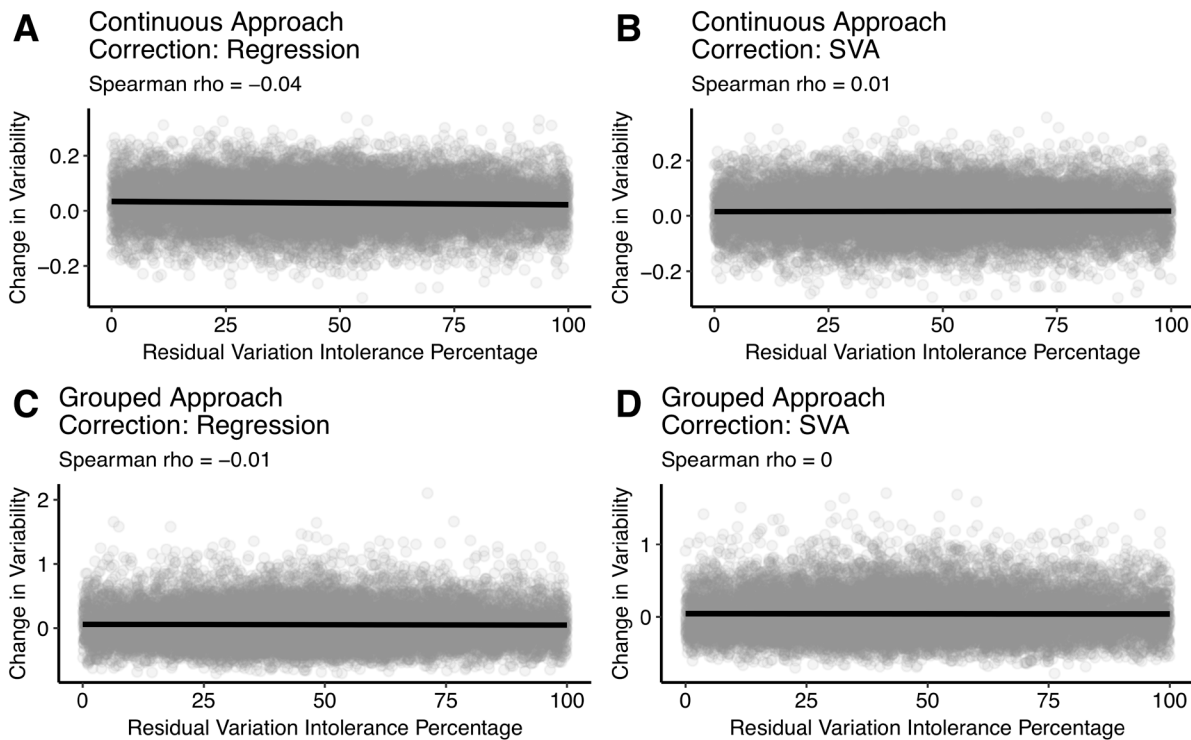 A
Continuous Approach
Correction: Regression
Spearman rho = −0.04
Change in Variability
0.2
0.0
−0.2
0
25
50
75
100
Residual Variation Intolerance Percentage
B
Continuous Approach
Correction: SVA
Spearman rho = 0.01
Change in Variability
0.2
0.0
−0.2
0
25
50
75
100
Residual Variation Intolerance Percentage
C
Grouped Approach
Correction: Regression
Spearman rho = −0.01
Change in Variability
2
1
0
0
25
50
75
100
Residual Variation Intolerance Percentage
D
Grouped Approach
Correction: SVA
Spearman rho = 0
Change in Variability
1
0
0
25
50
75
100
Residual Variation Intolerance Percentage